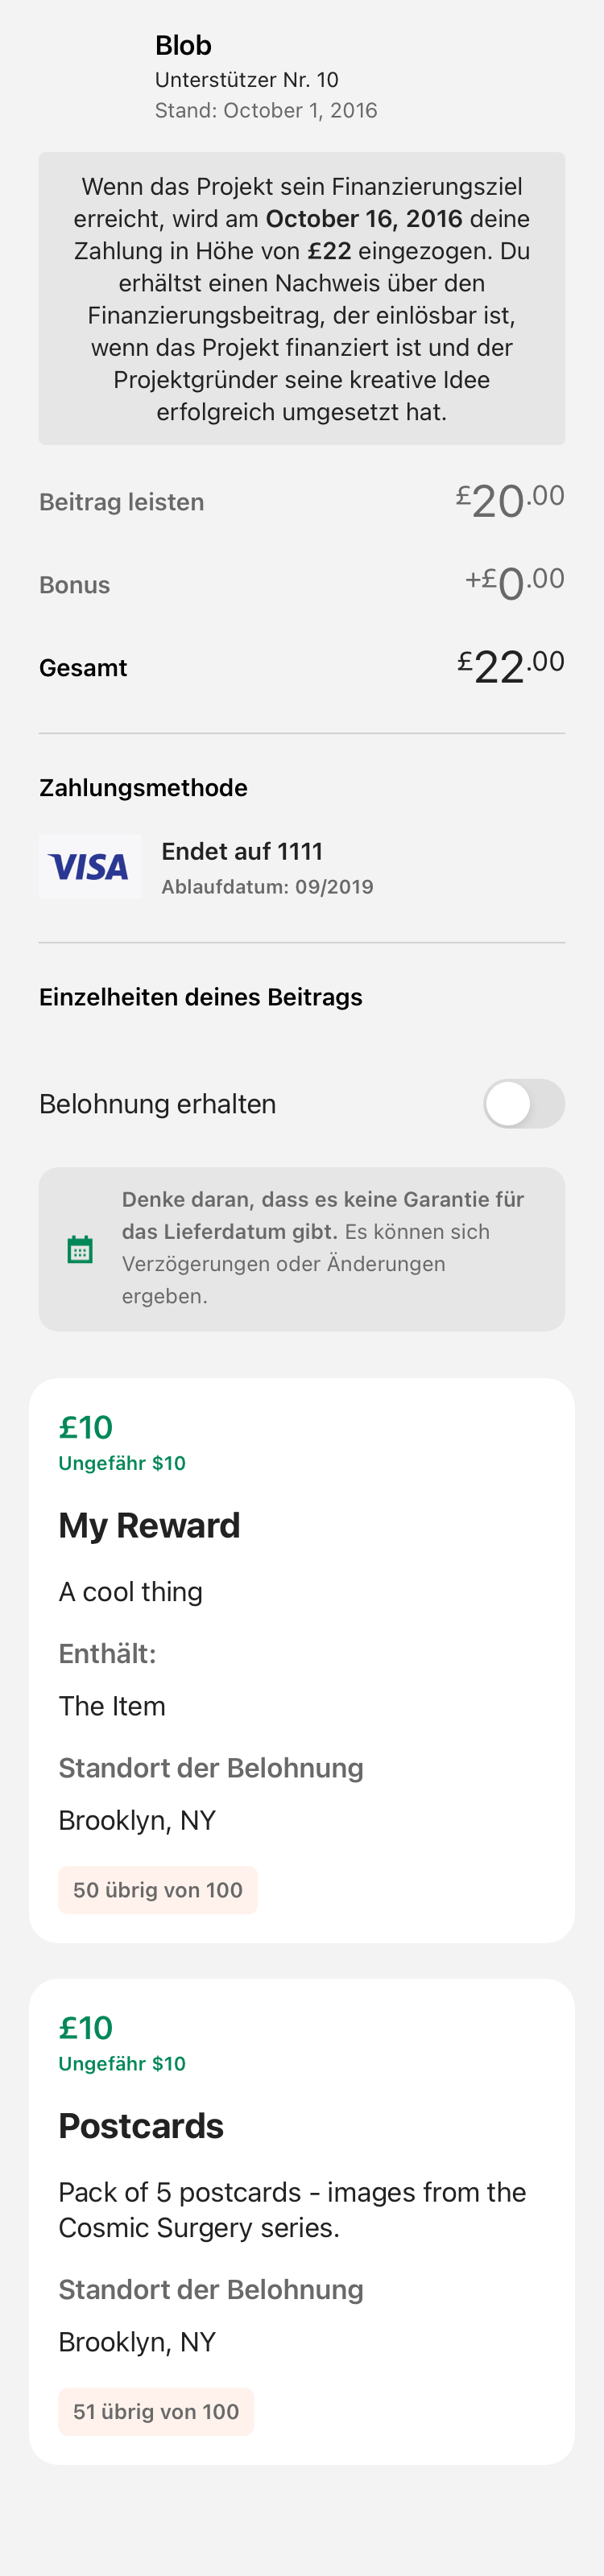 Blob
Unterstützer Nr. 10
Stand: October 1, 2016
Wenn das Projekt sein Finanzierungsziel
erreicht, wird am October 16, 2016 deine
Zahlung in Höhe von £22 eingezogen. Du
erhältst einen Nachweis über den
Finanzierungsbeitrag, der einlösbar ist,
wenn das Projekt finanziert ist und der
Projektgründer seine kreative Idee
erfolgreich umgesetzt hat.
Beitrag leisten £20.00
Bonus +£0.00
Gesamt £22.00
Zahlungsmethode
VISA
Endet auf 1111
Ablaufdatum: 09/2019
Einzelheiten deines Beitrags
Belohnung erhalten
Denke daran, dass es keine Garantie für
das Lieferdatum gibt. Es können sich
Verzögerungen oder Änderungen
ergeben.
£10
Ungefähr $10
My Reward
A cool thing
Enthält:
The Item
Standort der Belohnung
Brooklyn, NY
50 übrig von 100
£10
Ungefähr $10
Postcards
Pack of 5 postcards - images from the
Cosmic Surgery series.
Standort der Belohnung
Brooklyn, NY
51 übrig von 100